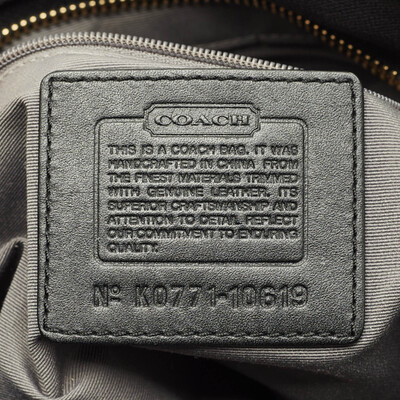 COACH
THIS IS A COACH BAG. IT WAS
HANDCRAFTED IN CHINA FROM
THE FINEST MATERIALS TRIMMED
WITH GENUINE LEATHER. ITS
SUPERIOR CRAFTSMANSHIP AND
ATTENTION TO DETAIL REFLECT
OUR COMMITMENT TO ENDURING
QUALITY.
Nº K0771-10619